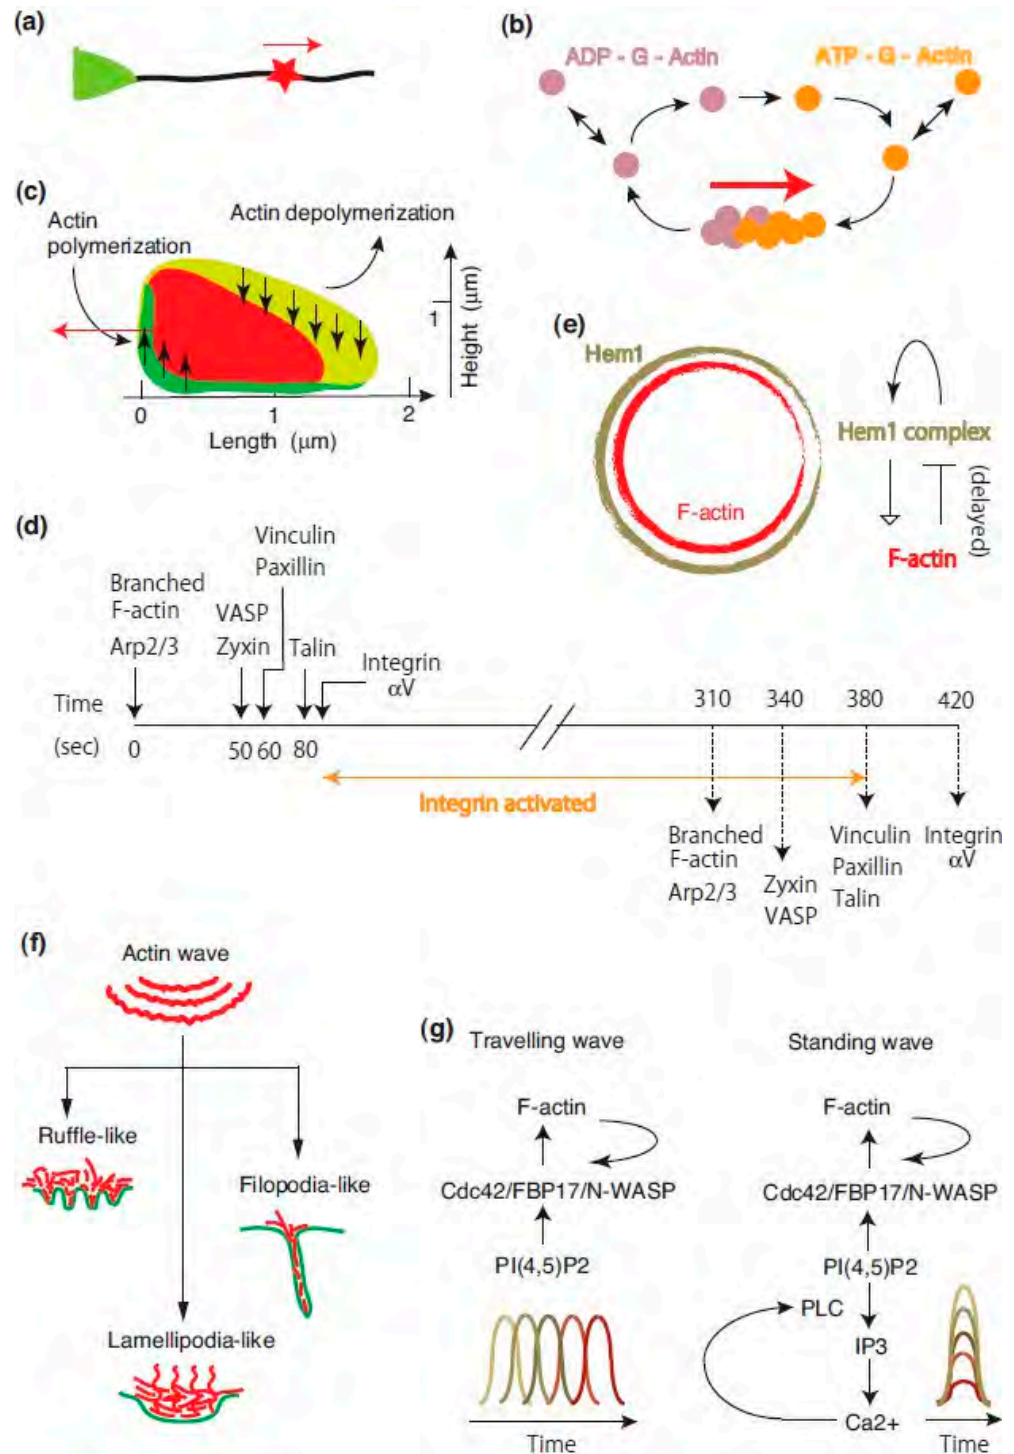 (a)
(b)
ADP - G - Actin
ATP - G - Actin
(c)
Actin
polymerization
Actin depolymerization
Height (μm)
1
0
1
2
Length (μm)
(e)
Hem1
F-actin
Hem1 complex
(delayed)
F-actin
(d)
Vinculin
Paxillin
Branched
F-actin
Arp2/3
VASP
Zyxin
Talin
Integrin
αV
Time
(sec)
0
50
60
80
310
340
380
420
Integrin activated
Branched
F-actin
Arp2/3
Zyxin
VASP
Vinculin
Paxillin
Talin
Integrin
αV
(f)
Actin wave
Ruffle-like
Filopodia-like
Lamellipodia-like
(g)
Travelling wave
F-actin
Cdc42/FBP17/N-WASP
PI(4,5)P2
Time
Standing wave
F-actin
Cdc42/FBP17/N-WASP
PI(4,5)P2
PLC
IP3
Ca2+
Time